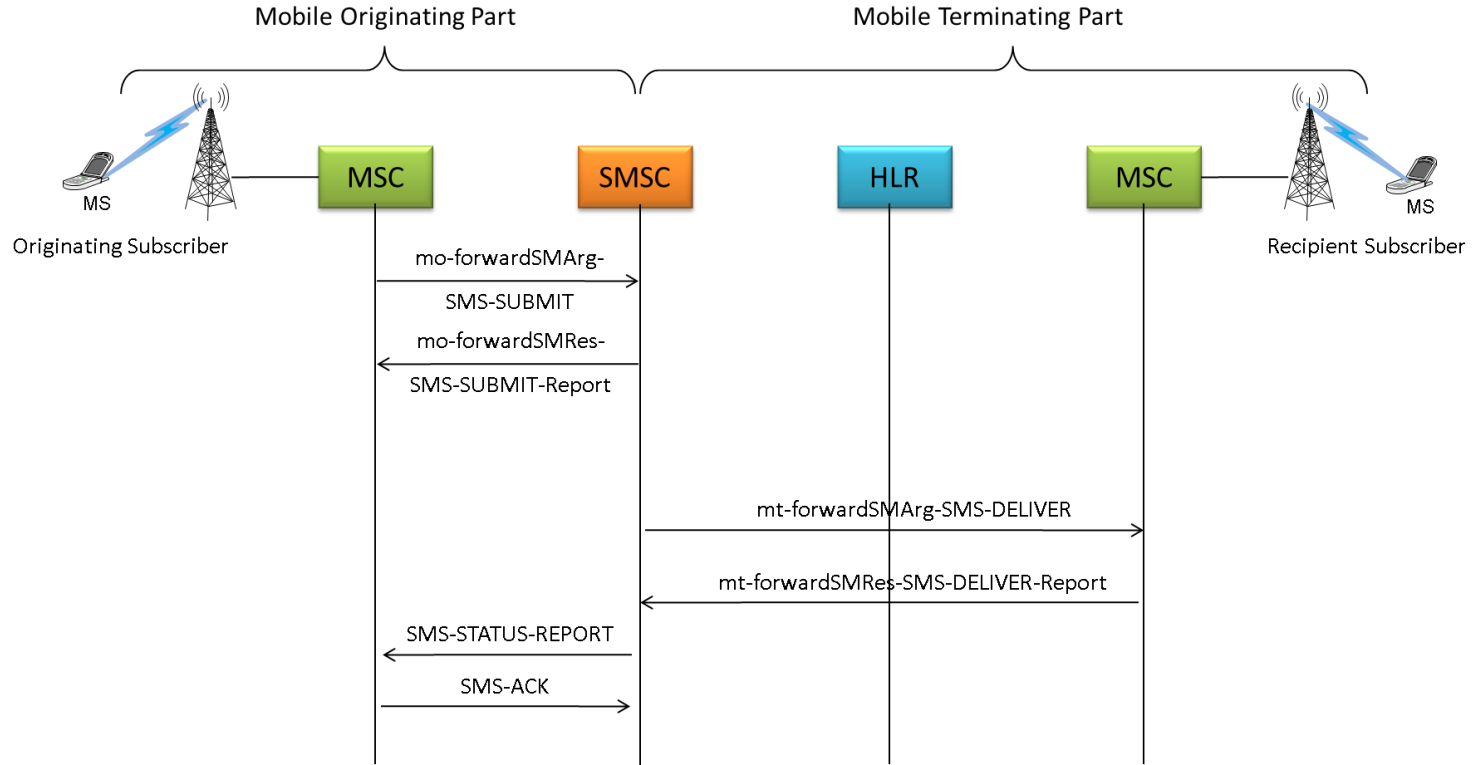 Mobile Originating Part
Mobile Terminating Part
MSC
SMSC
HLR
MSC
MS
MS
Originating Subscriber
Recipient Subscriber
mo-forwardSMArg-
SMS-SUBMIT
mo-forwardSMRes-
SMS-SUBMIT-Report
mt-forwardSMArg-SMS-DELIVER
mt-forwardSMRes-SMS-DELIVER-Report
SMS-STATUS-REPORT
SMS-ACK